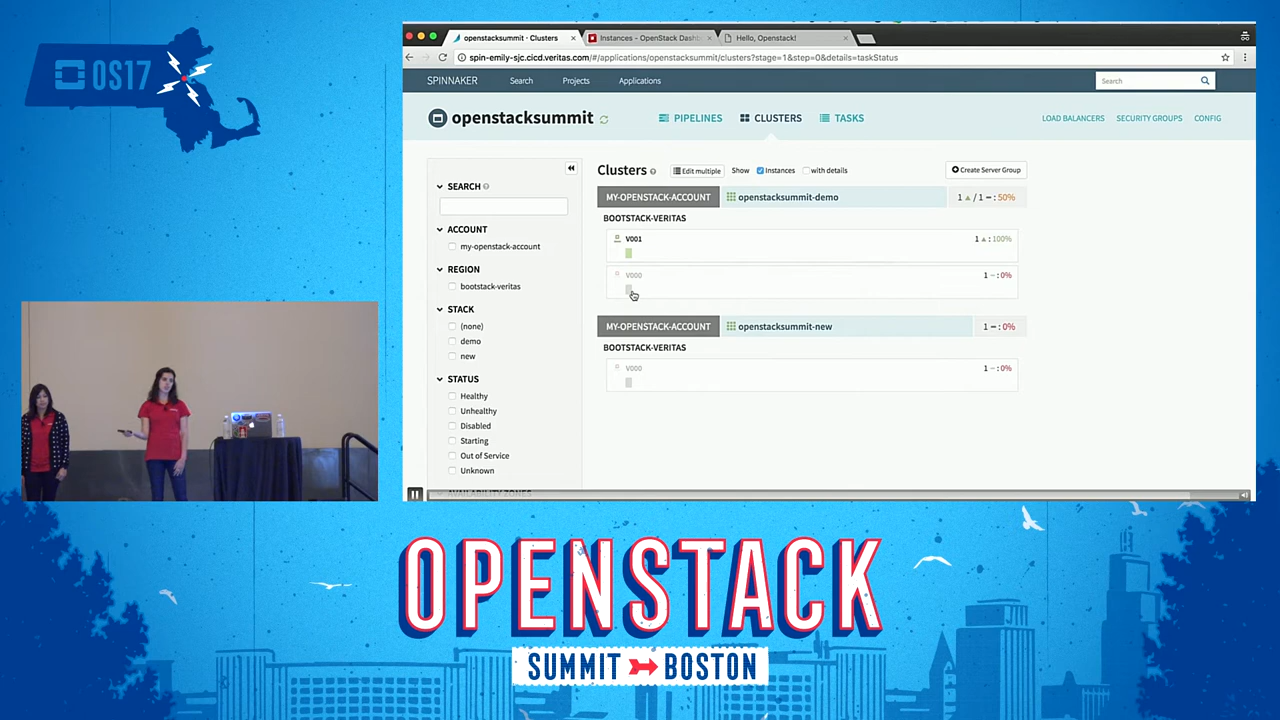 OS17
openstacksummit · Clusters
Instances - OpenStack Dashb
Hello, Openstack!
spin-emily-sjc.cicd.veritas.com/#/applications/openstacksummit/clusters?stage=1&step=0&details=taskStatus
SPINNAKER Search Projects Applications Search
openstacksummit PIPELINES CLUSTERS TASKS LOAD BALANCERS SECURITY GROUPS CONFIG
SEARCH
ACCOUNT
my-openstack-account
REGION
bootstack-veritas
STACK
(none)
demo
new
STATUS
Healthy
Unhealthy
Disabled
Starting
Out of Service
Unknown
AVAILABILITY ZONES
Clusters Edit multiple Show Instances with details Create Server Group
MY-OPENSTACK-ACCOUNT openstacksummit-demo 1 / 1 : 50%
BOOTSTACK-VERITAS
V001 1 : 100%
V000 1 : 0%
MY-OPENSTACK-ACCOUNT openstacksummit-new 1 : 0%
BOOTSTACK-VERITAS
V000 1 : 0%
OPENSTACK
SUMMIT BOSTON